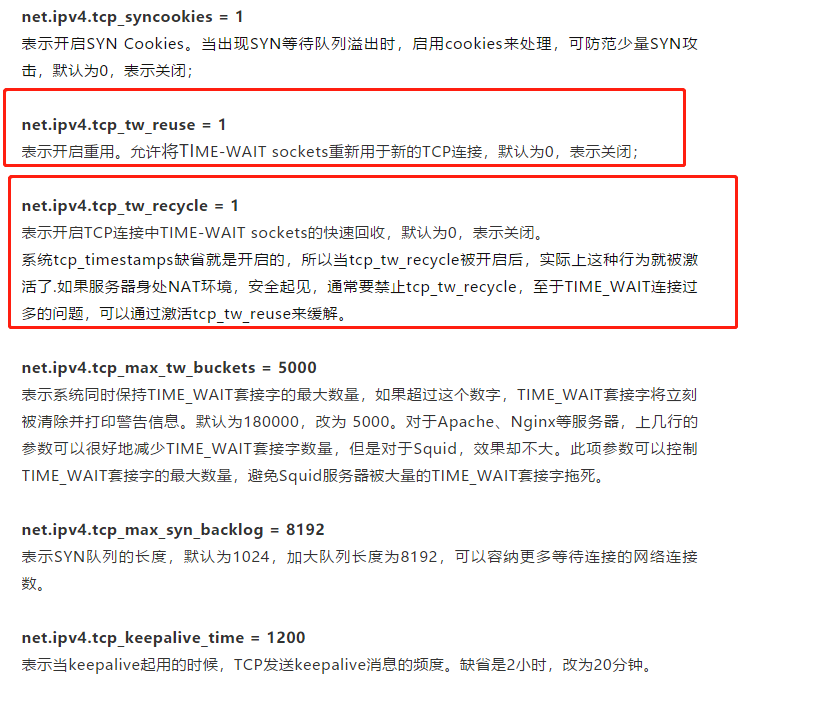 net.ipv4.tcp_syncookies = 1
表示开启SYN Cookies。当出现SYN等待队列溢出时，启用cookies来处理，可防范少量SYN攻
击，默认为0，表示关闭；
net.ipv4.tcp_tw_reuse = 1
表示开启重用。允许将TIME-WAIT sockets重新用于新的TCP连接，默认为0，表示关闭；
net.ipv4.tcp_tw_recycle = 1
表示开启TCP连接中TIME-WAIT sockets的快速回收，默认为0，表示关闭。
系统tcp_timestamps缺省就是开启的，所以当tcp_tw_recycle被开启后，实际上这种行为就被激
活了.如果服务器身处NAT环境，安全起见，通常要禁止tcp_tw_recycle，至于TIME_WAIT连接过
多的问题，可以通过激活tcp_tw_reuse来缓解。
net.ipv4.tcp_max_tw_buckets = 5000
表示系统同时保持TIME_WAIT套接字的最大数量，如果超过这个数字，TIME_WAIT套接字将立刻
被清除并打印警告信息。默认为180000，改为 5000。对于Apache、Nginx等服务器，上几行的
参数可以很好地减少TIME_WAIT套接字数量，但是对于Squid，效果却不大。此项参数可以控制
TIME_WAIT套接字的最大数量，避免Squid服务器被大量的TIME_WAIT套接字拖死。
net.ipv4.tcp_max_syn_backlog = 8192
表示SYN队列的长度，默认为1024，加大队列长度为8192，可以容纳更多等待连接的网络连接
数。
net.ipv4.tcp_keepalive_time = 1200
表示当keepalive起用的时候，TCP发送keepalive消息的频度。缺省是2小时，改为20分钟。